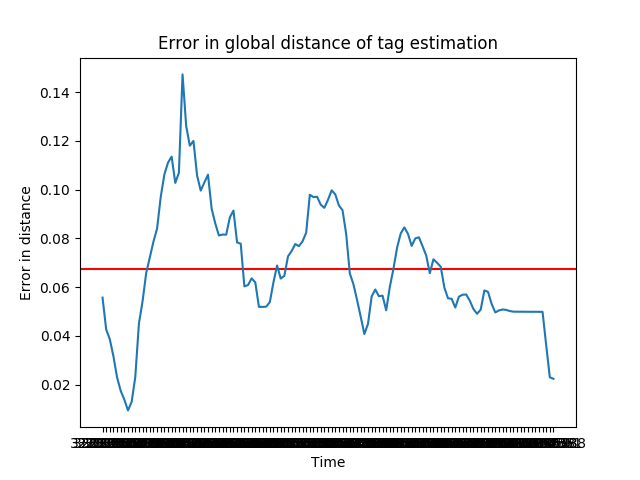 Error in global distance of tag estimation
0.14
0.12
0.10
0.08
0.06
0.04
0.02
Error in distance
Time